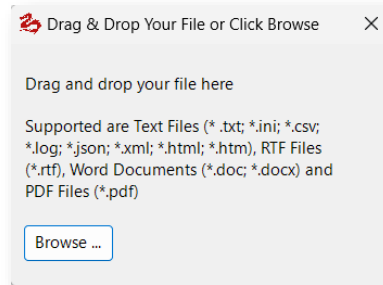 Drag & Drop Your File or Click Browse
Drag and drop your file here
Supported are Text Files (* .txt; *.ini; *.csv;
*.log; *.json; *.xml; *.html; *.htm), RTF Files
(*.rtf), Word Documents (*.doc; *.docx) and
PDF Files (*.pdf)
Browse ...